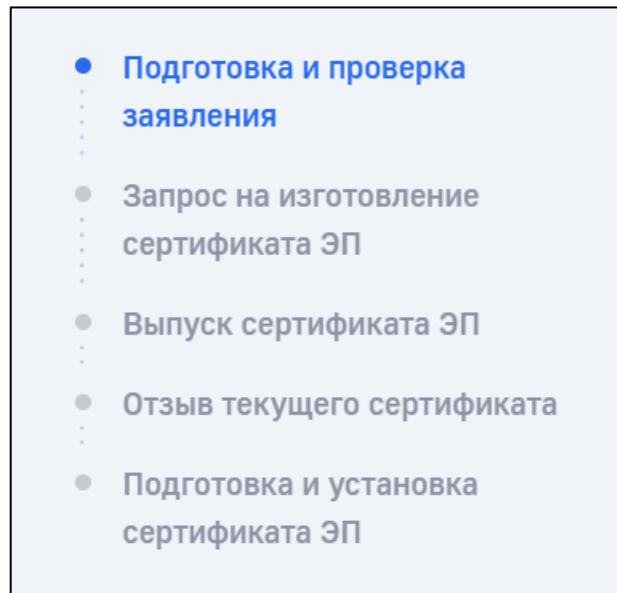 Подготовка и проверка
заявления
Запрос на изготовление
сертификата ЭП
Выпуск сертификата ЭП
Отзыв текущего сертификата
Подготовка и установка
сертификата ЭП